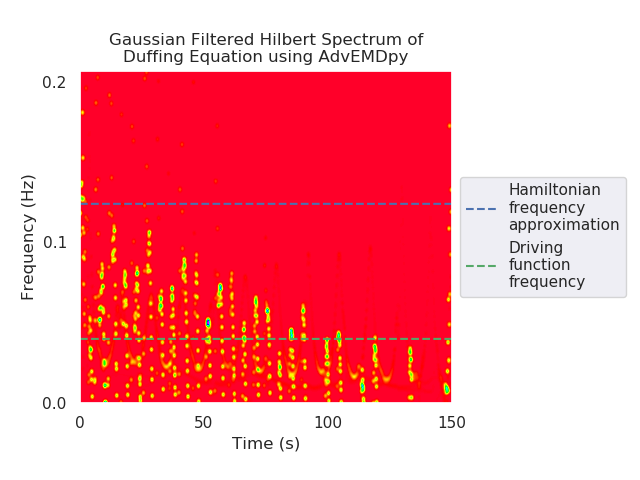 Gaussian Filtered Hilbert Spectrum of
Duffing Equation using AdvEMDpy
0.2
0.1
0.0
Frequency (Hz)
0
50
100
150
Time (s)
Hamiltonian
frequency
approximation
Driving
function
frequency